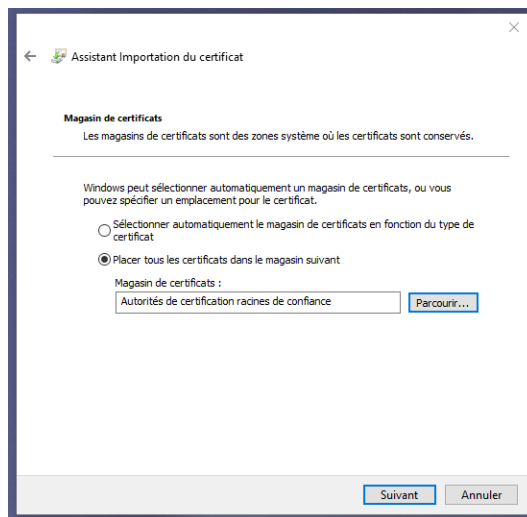 Assistant Importation du certificat
Magasin de certificats
Les magasins de certificats sont des zones système où les certificats sont conservés.
Windows peut sélectionner automatiquement un magasin de certificats, ou vous
pouvez spécifier un emplacement pour le certificat.
Sélectionner automatiquement le magasin de certificats en fonction du type de
certificat
Placer tous les certificats dans le magasin suivant
Magasin de certificats :
Autorités de certification racines de confiance
Parcourir...
Suivant
Annuler